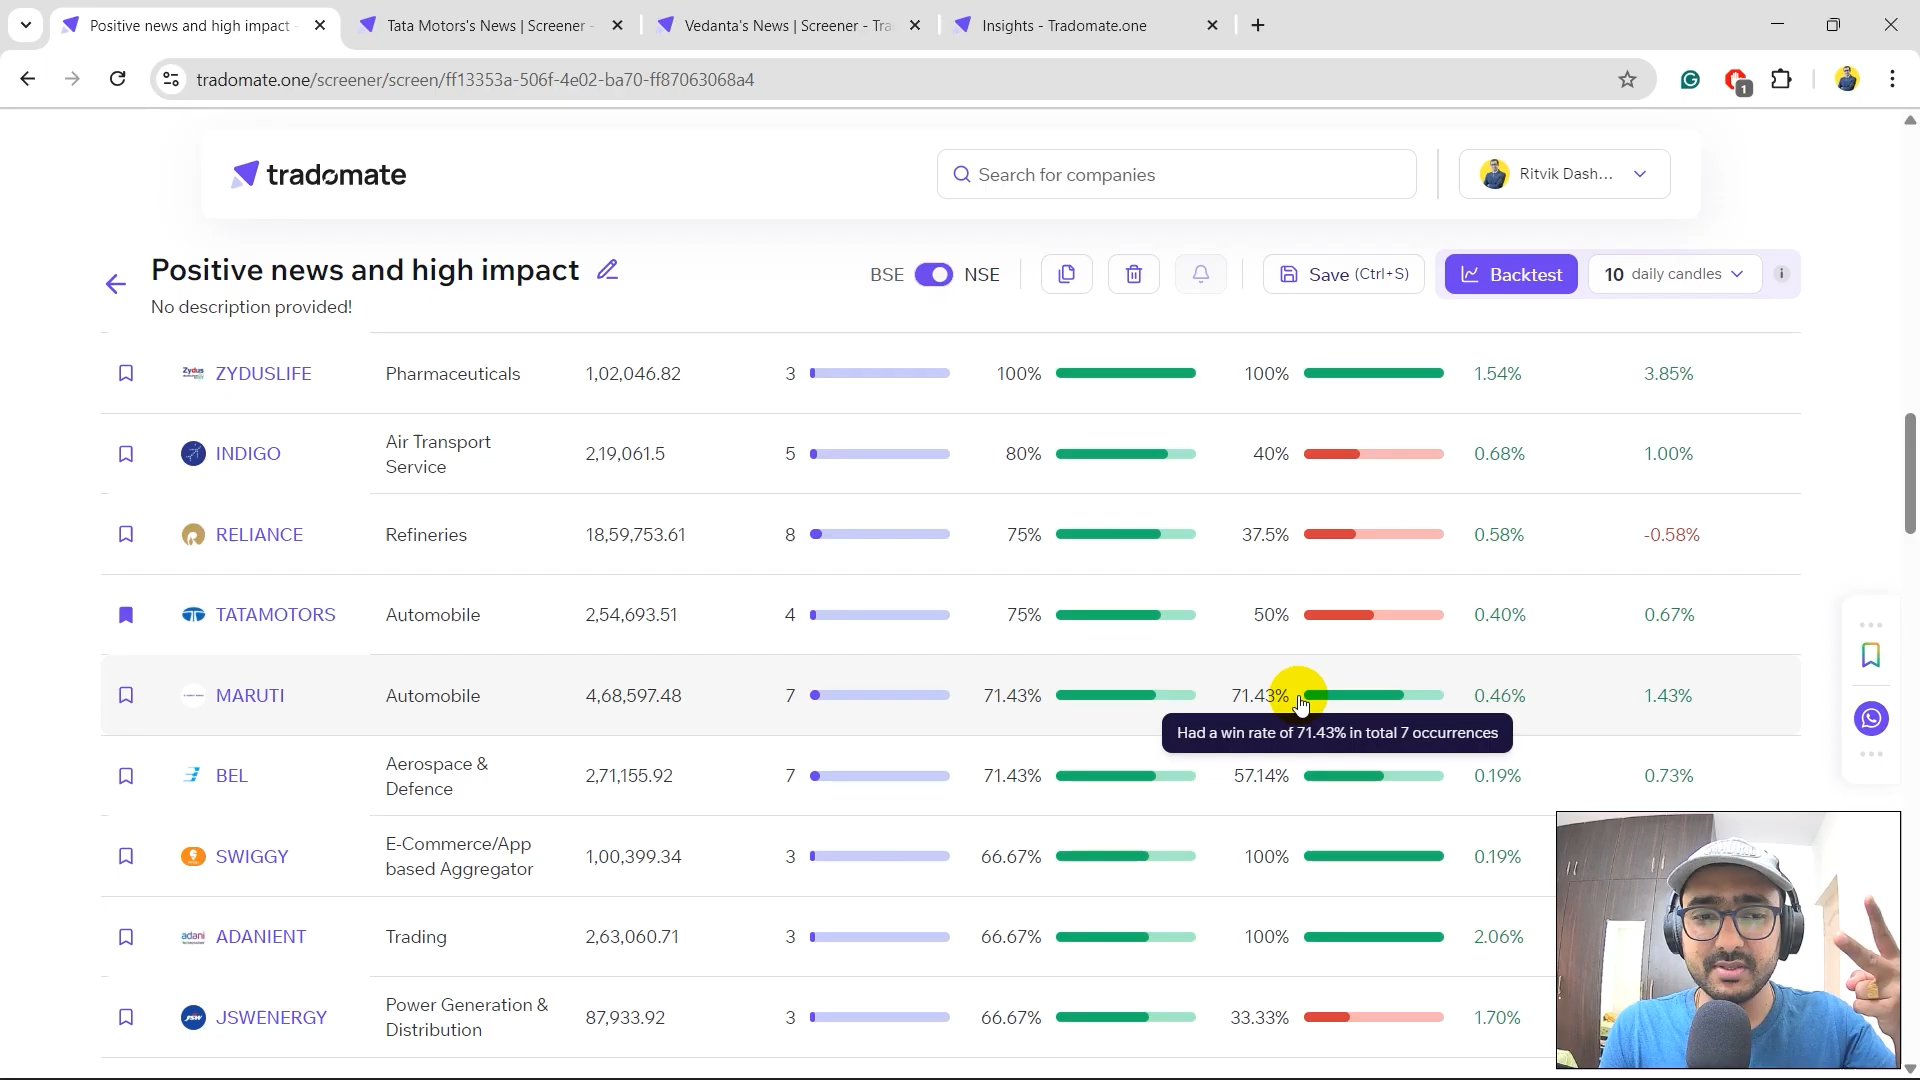 Positive news and high impact -
Tata Motors's News | Screener -
Vedanta's News | Screener - Tra
Insights - Tradomate.one
tradomate.one/screener/screen/ff13353a-506f-4e02-ba70-ff87063068a4
1
tradomate
Search for companies
Ritvik Dash...
Positive news and high impact
No description provided!
BSE NSE
Save (Ctrl+S)
Backtest
10 daily candles
i
Zydus ZYDUSLIFE Pharmaceuticals 1,02,046.82 3 100% 100% 1.54% 3.85%
INDIGO Air Transport Service 2,19,061.5 5 80% 40% 0.68% 1.00%
RELIANCE Refineries 18,59,753.61 8 75% 37.5% 0.58% -0.58%
TATAMOTORS Automobile 2,54,693.51 4 75% 50% 0.40% 0.67%
MARUTI Automobile 4,68,597.48 7 71.43% 71.43% 0.46% 1.43%
Had a win rate of 71.43% in total 7 occurrences
BEL Aerospace & Defence 2,71,155.92 7 71.43% 57.14% 0.19% 0.73%
SWIGGY E-Commerce/App based Aggregator 1,00,399.34 3 66.67% 100% 0.19%
adani ADANIENT Trading 2,63,060.71 3 66.67% 100% 2.06%
JSW JSWENERGY Power Generation & Distribution 87,933.92 3 66.67% 33.33% 1.70%